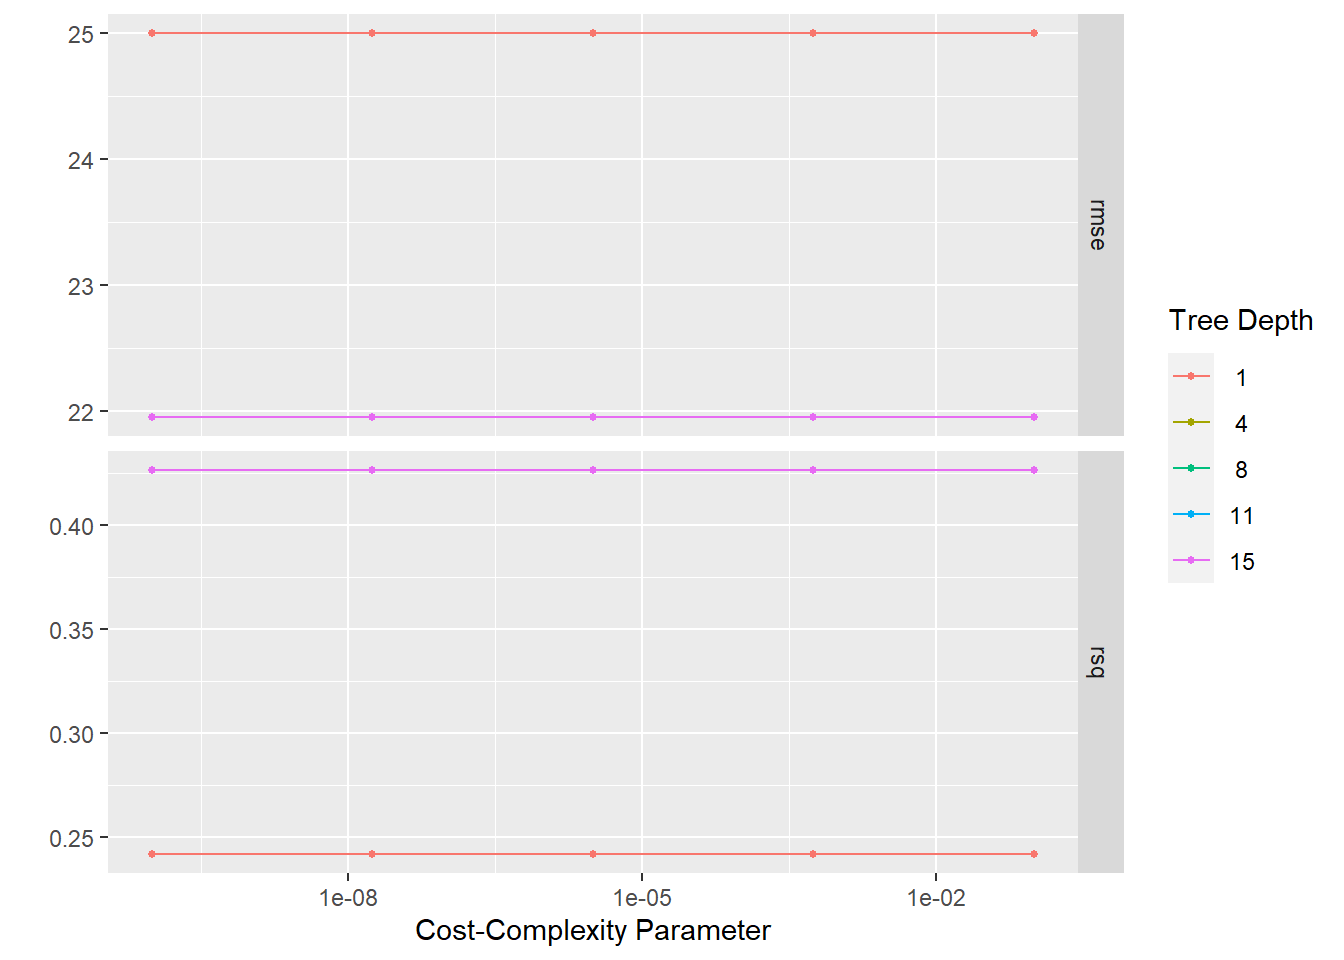 25
24
23
22
rmse
0.40
0.35
0.30
0.25
rsq
1e-08 1e-05 1e-02
Cost-Complexity Parameter
Tree Depth
1
4
8
11
15